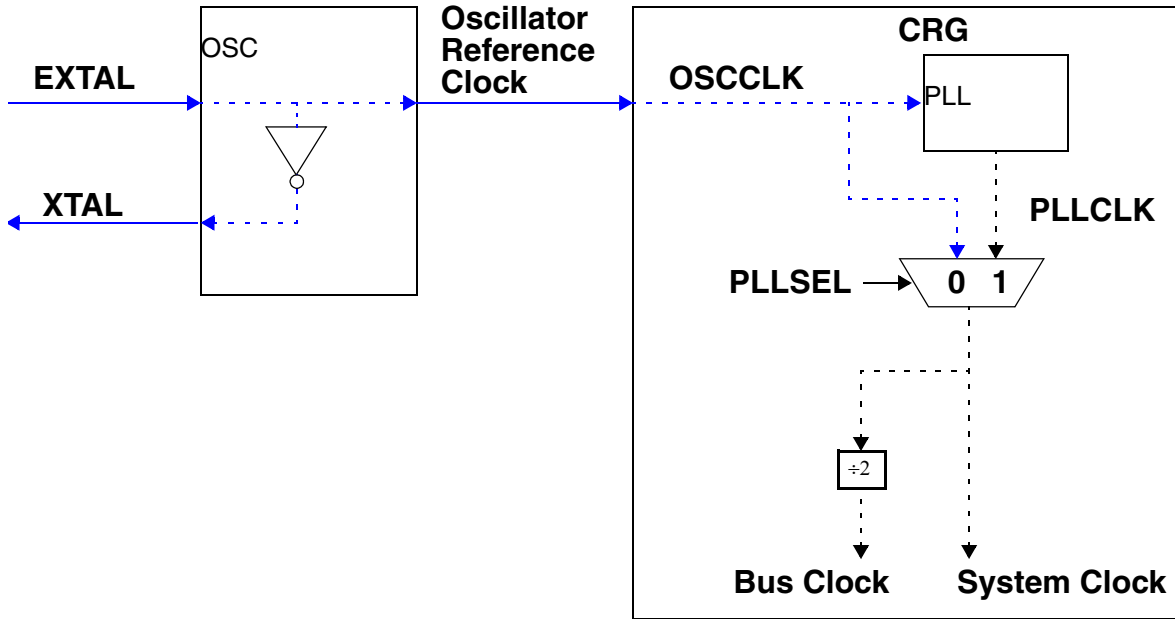 Oscillator
Reference
Clock
CRG
OSC
EXTAL
OSCCLK
PLL
XTAL
PLLCLK
PLLSEL
0 1
÷2
Bus Clock
System Clock